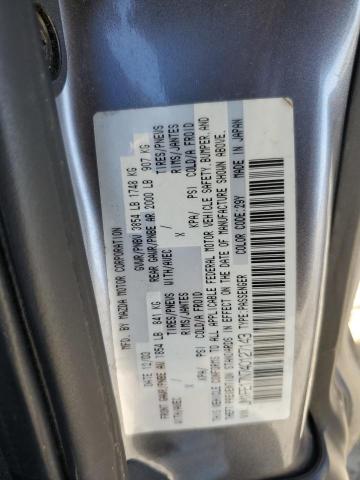 MFD. BY MAZDA MOTOR CORPORATION
DATE 12/00 GVWR/PNBV 3854 LB 1748 KG
FRONT GAWR/PNBE AV 1854 LB 841 KG REAR GAWR/PNBE AR 2000 LB 907 KG
TIRES/PNEUS WITH/AVEC TIRES/PNEUS
RIMS/JANTES X RIMS/JANTES
KPA/ PSI COLD/A FROID KPA/ PSI COLD/A FROID
THIS VEHICLE CONFORMS TO ALL APPLICABLE FEDERAL MOTOR VEHICLE SAFETY, BUMPER, AND
THEFT PREVENTION STANDARDS IN EFFECT ON THE DATE OF MANUFACTURE SHOWN ABOVE.
COLOR CODE:29Y MADE IN JAPAN
TYPE:PASSENGER